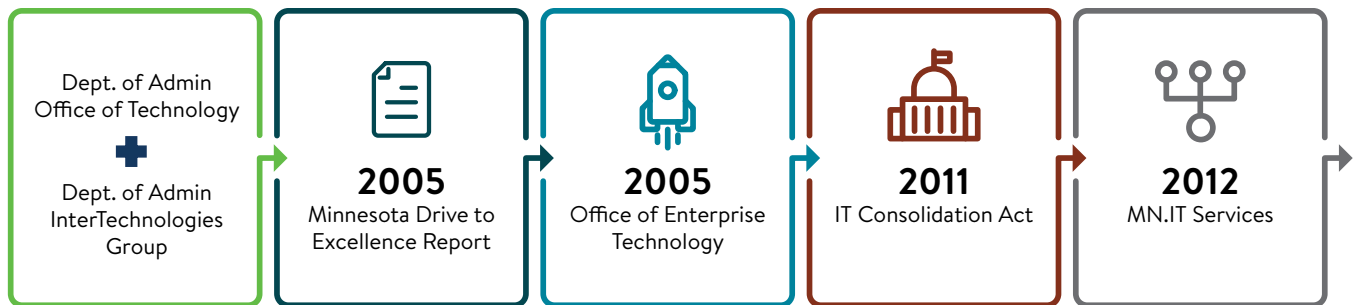 Dept. of Admin
Office of Technology
Dept. of Admin
InterTechnologies
Group
2005
Minnesota Drive to
Excellence Report
2005
Office of Enterprise
Technology
2011
IT Consolidation Act
2012
MN.IT Services